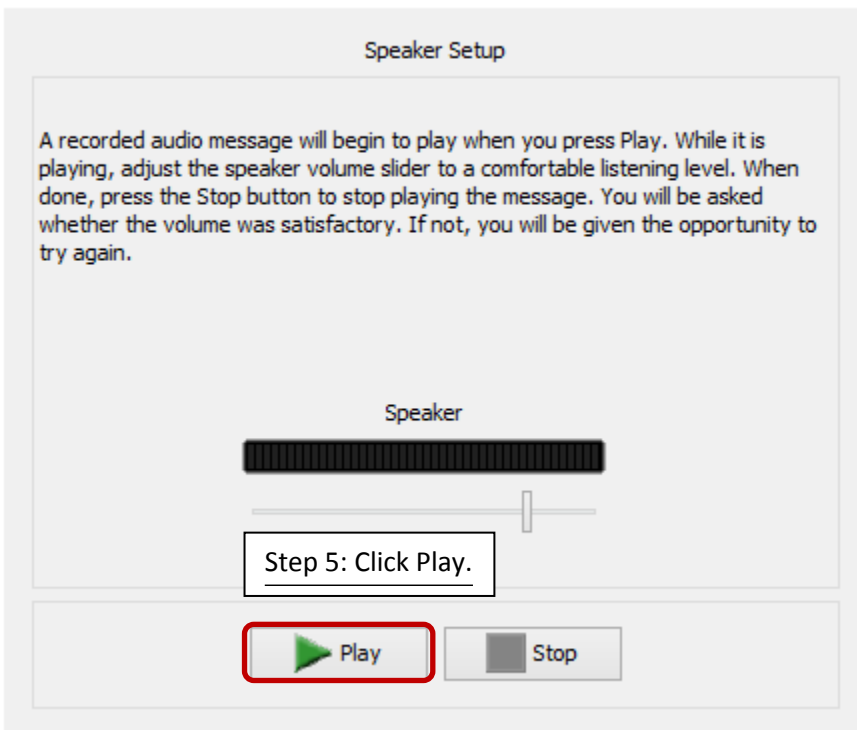 Speaker Setup
A recorded audio message will begin to play when you press Play. While it is
playing, adjust the speaker volume slider to a comfortable listening level. When
done, press the Stop button to stop playing the message. You will be asked
whether the volume was satisfactory. If not, you will be given the opportunity to
try again.
Speaker
Step 5: Click Play.
Play
Stop